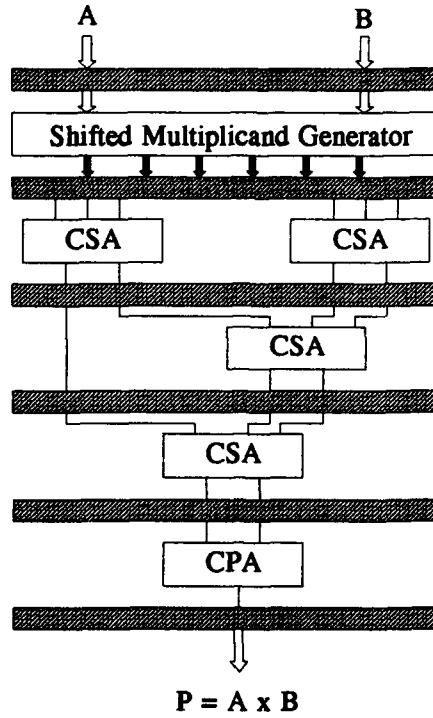 A B
Shifted Multiplicand Generator
CSA CSA
CSA
CSA
CPA
P = A x B